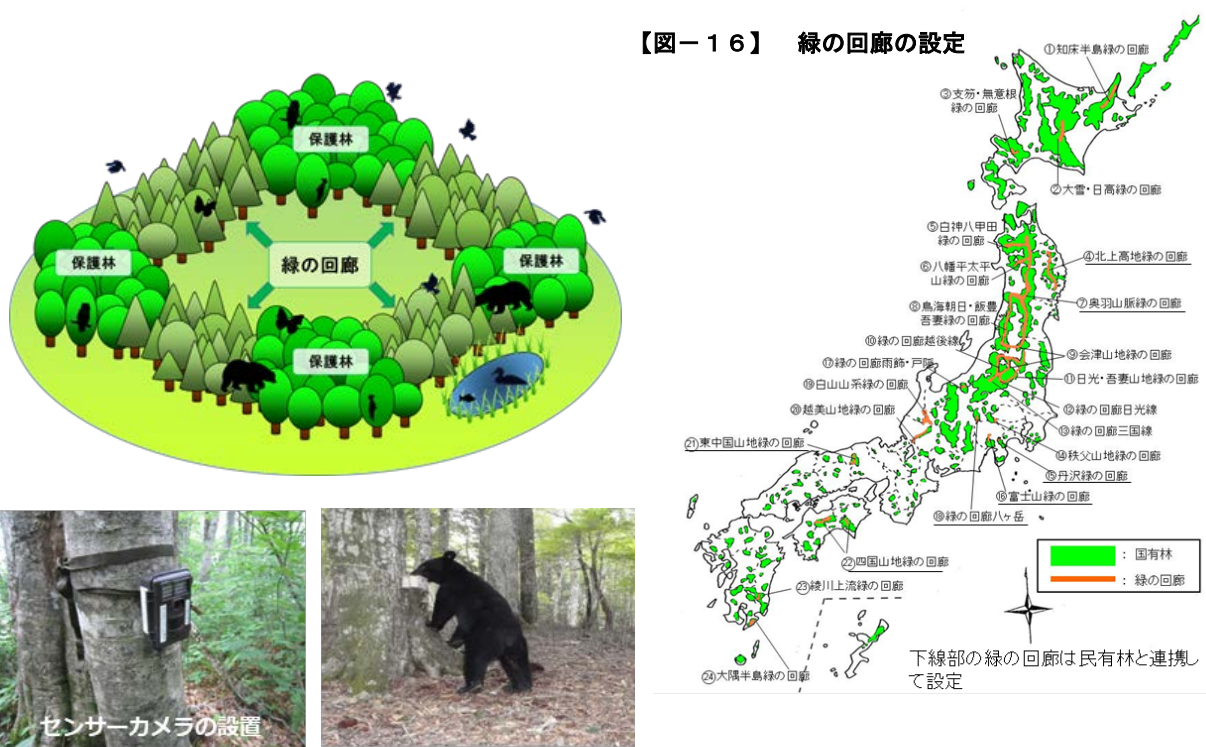 保護林
保護林
緑の回廊
保護林
保護林
センサーカメラの設置
【図－１６】　緑の回廊の設定
①知床半島緑の回廊
③支笏・無意根
緑の回廊
②大雪・日高緑の回廊
⑤白神八甲田
緑の回廊
④北上高地緑の回廊
⑥八幡平太平
山緑の回廊
⑦奥羽山脈緑の回廊
⑧鳥海朝日・飯豊
吾妻緑の回廊
⑩緑の回廊越後線
⑨会津山地緑の回廊
⑰緑の回廊雨飾・戸隠
⑪日光・吾妻山地緑の回廊
⑲白山山系緑の回廊
⑳越美山地緑の回廊
⑫緑の回廊日光線
⑬緑の回廊三国線
㉑東中国山地緑の回廊
⑭秩父山地緑の回廊
⑮丹沢緑の回廊
⑯富士山緑の回廊
⑱緑の回廊八ヶ岳
㉒四国山地緑の回廊
㉓綾川上流緑の回廊
㉔大隅半島緑の回廊
：国有林
：緑の回廊
下線部の緑の回廊は民有林と連携し
て設定